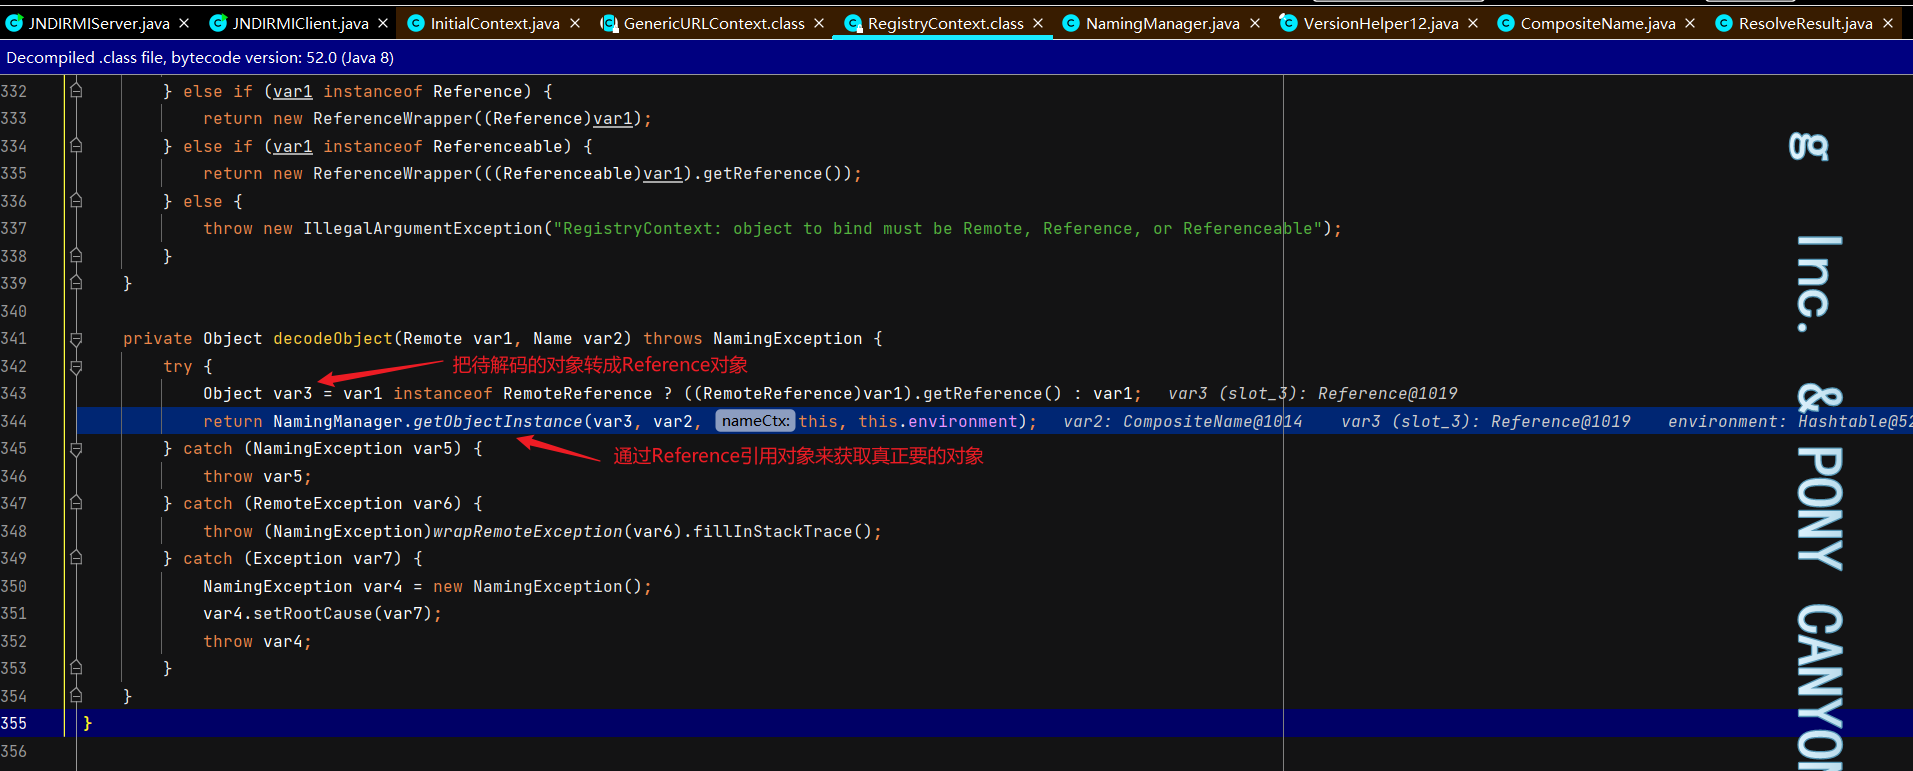 JNDIRMIServer.java × JNDIRMIClient.java × InitialContext.java × GenericURLContext.class × RegistryContext.class × NamingManager.java × VersionHelper12.java × CompositeName.java × ResolveResult.java ×
Decompiled .class file, bytecode version: 52.0 (Java 8)
332 } else if (var1 instanceof Reference) {
333 return new ReferenceWrapper((Reference)var1);
334 } else if (var1 instanceof Referenceable) {
335 return new ReferenceWrapper(((Referenceable)var1).getReference());
336 } else {
337 throw new IllegalArgumentException("RegistryContext: object to bind must be Remote, Reference, or Referenceable");
338 }
339 }
340
341 private Object decodeObject(Remote var1, Name var2) throws NamingException {
342 try { 把待解码的对象转成Reference对象
343 Object var3 = var1 instanceof RemoteReference ? ((RemoteReference)var1).getReference() : var1; var3 (slot_3): Reference@1019
344 return NamingManager.getObjectInstance(var3, var2, nameCtx: this, this.environment); var2: CompositeName@1014 var3 (slot_3): Reference@1019 environment: Hashtable@52
345 } catch (NamingException var5) { 通过Reference引用对象来获取真正要的对象
346 throw var5;
347 } catch (RemoteException var6) {
348 throw (NamingException)wrapRemoteException(var6).fillInStackTrace();
349 } catch (Exception var7) {
350 NamingException var4 = new NamingException();
351 var4.setRootCause(var7);
352 throw var4;
353 }
354 }
355 }
356
g Inc. & PONY CANYON